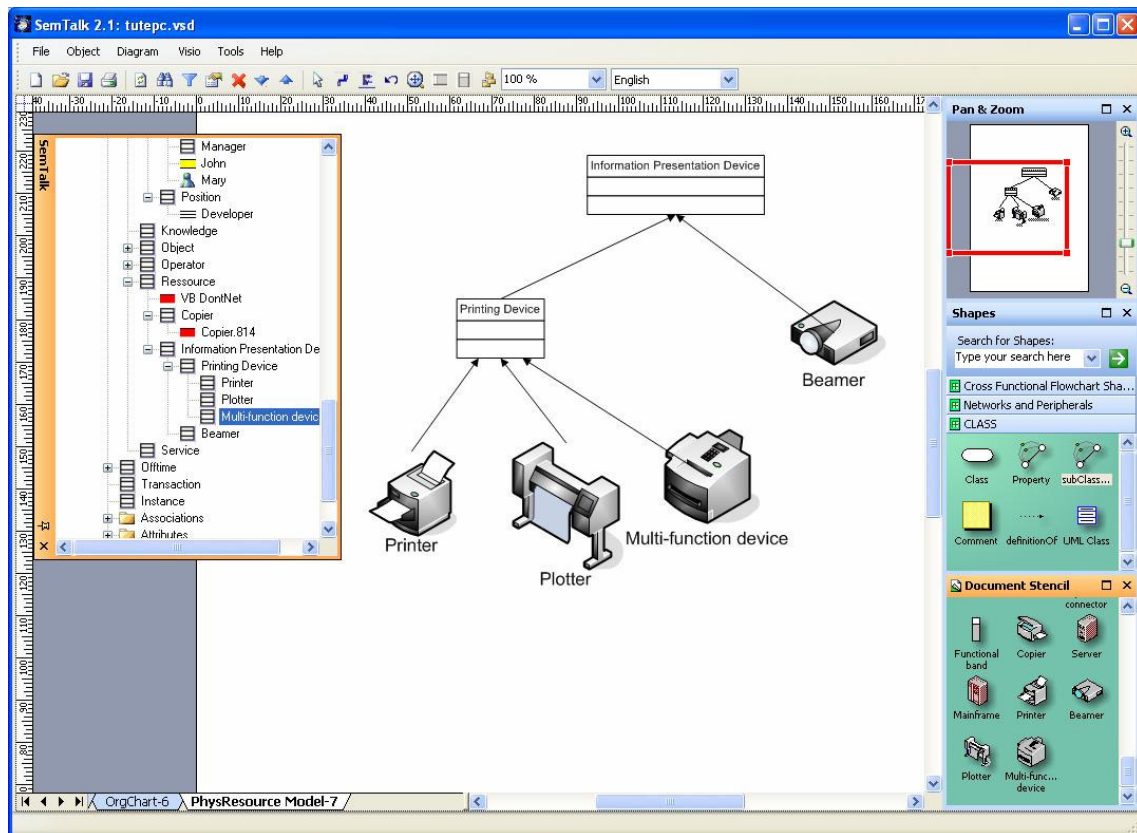 SemTalk 2.1: tutepc.vsd
File Object Diagram Visio Tools Help
100 % English
SemTalk
Manager
John
Mary
Position
Developer
Knowledge
Object
Operator
Ressource
VB DontNet
Copier
Copier.814
Information Presentation De
Printing Device
Printer
Plotter
Multi-function devic
Beamer
Service
Offtime
Transaction
Instance
Associations
Attributes
Information Presentation Device
Printing Device
Beamer
Printer
Plotter
Multi-function device
Pan & Zoom
Shapes
Search for Shapes:
Type your search here
Cross Functional Flowchart Sha...
Networks and Peripherals
CLASS
Class Property subClass...
Comment definitionOf UML Class
Document Stencil
connector
Functional band
Copier
Server
Mainframe Printer Beamer
Plotter
Multi-func... device
OrgChart-6 PhysResource Model-7